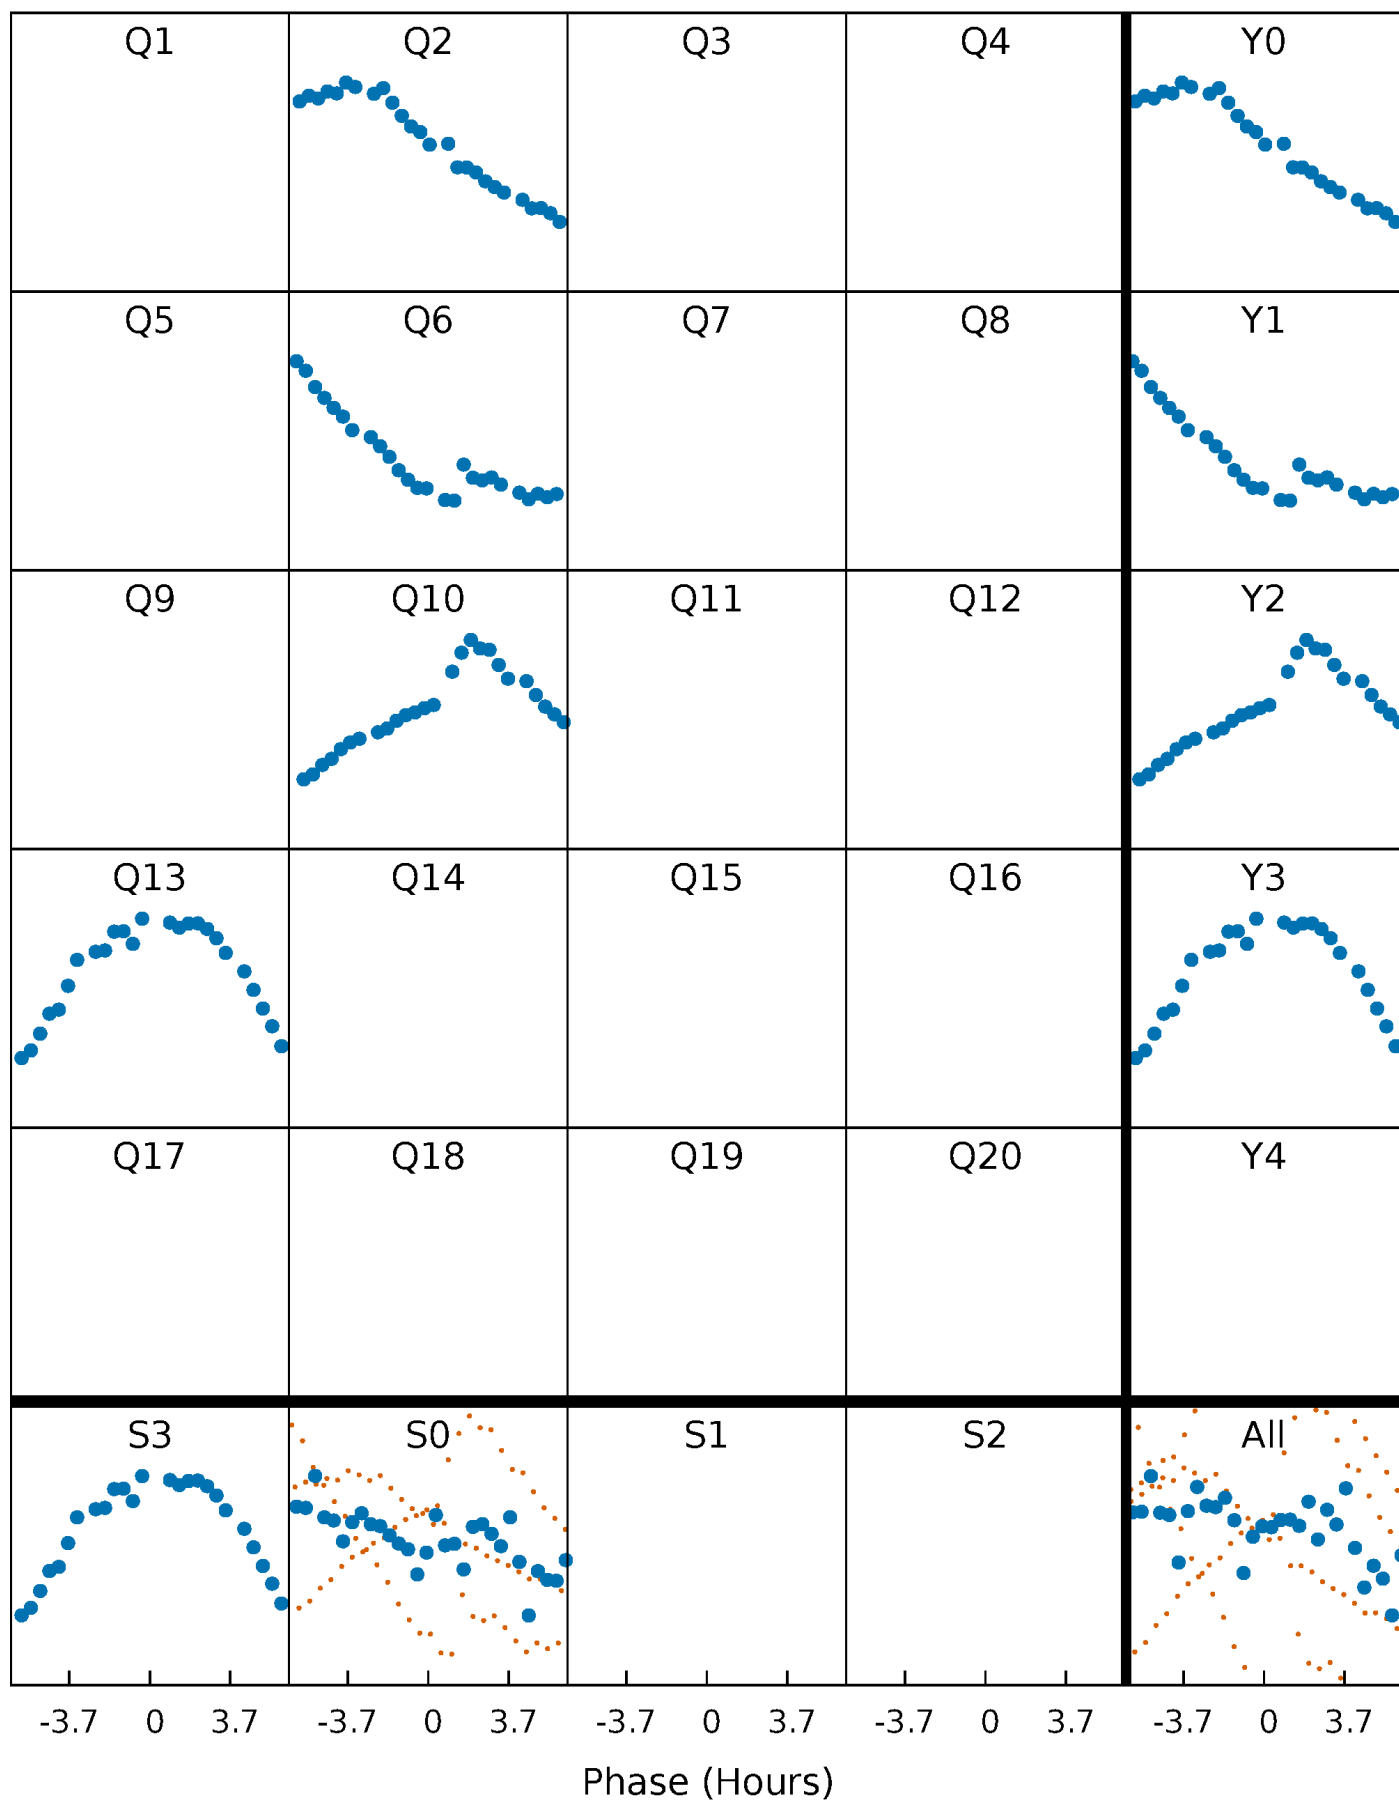 Q1 Q2 Q3 Q4 Y0
Q5 Q6 Q7 Q8 Y1
Q9 Q10 Q11 Q12 Y2
Q13 Q14 Q15 Q16 Y3
Q17 Q18 Q19 Q20 Y4
S3 S0 S1 S2 All
-3.7 0 3.7 -3.7 0 3.7 -3.7 0 3.7 -3.7 0 3.7 -3.7 0 3.7
Phase (Hours)